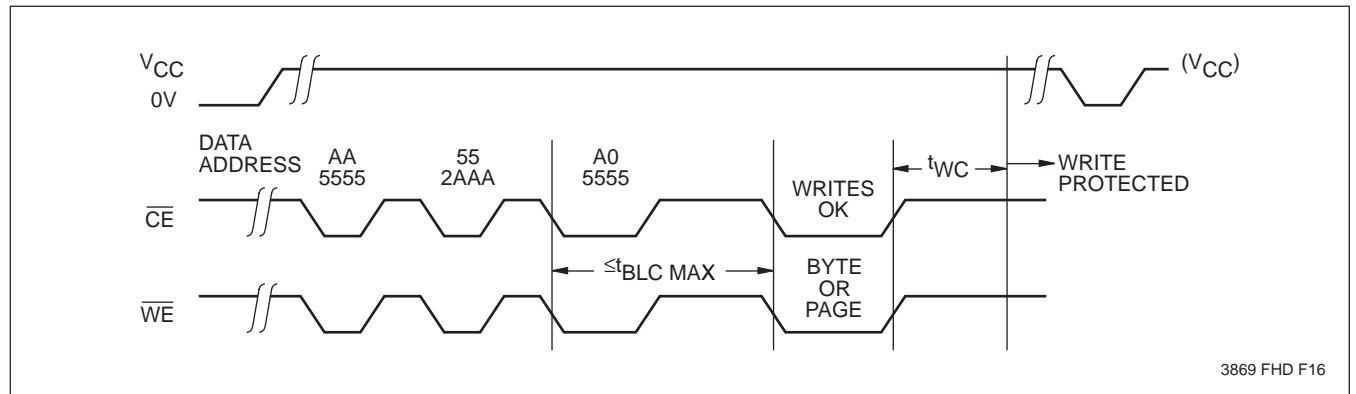 VCC
(VCC)
0V
DATA
ADDRESS
AA
5555
55
2AAA
A0
5555
CE
WRITES
OK
tWC
WRITE
PROTECTED
≤tBLC MAX
WE
BYTE
OR
PAGE
3869 FHD F16